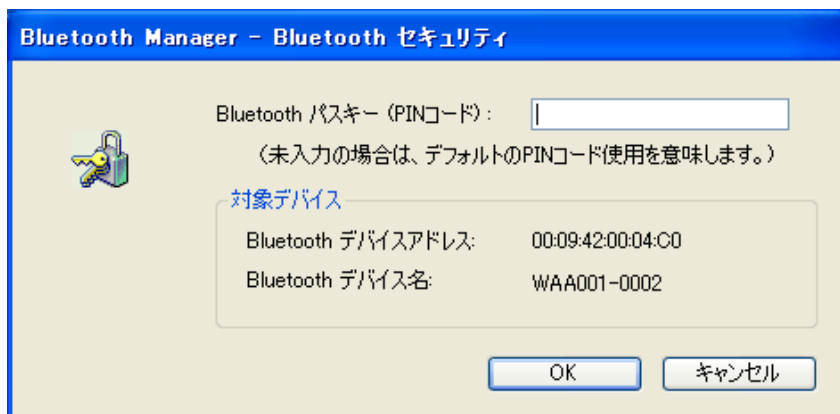 Bluetooth Manager - Bluetooth セキュリティ
Bluetooth パスキー (PINコード) :
(未入力の場合は、デフォルトのPINコード使用を意味します。)
対象デバイス
Bluetooth デバイスアドレス: 00:09:42:00:04:C0
Bluetooth デバイス名: WAA001-0002
OK キャンセル